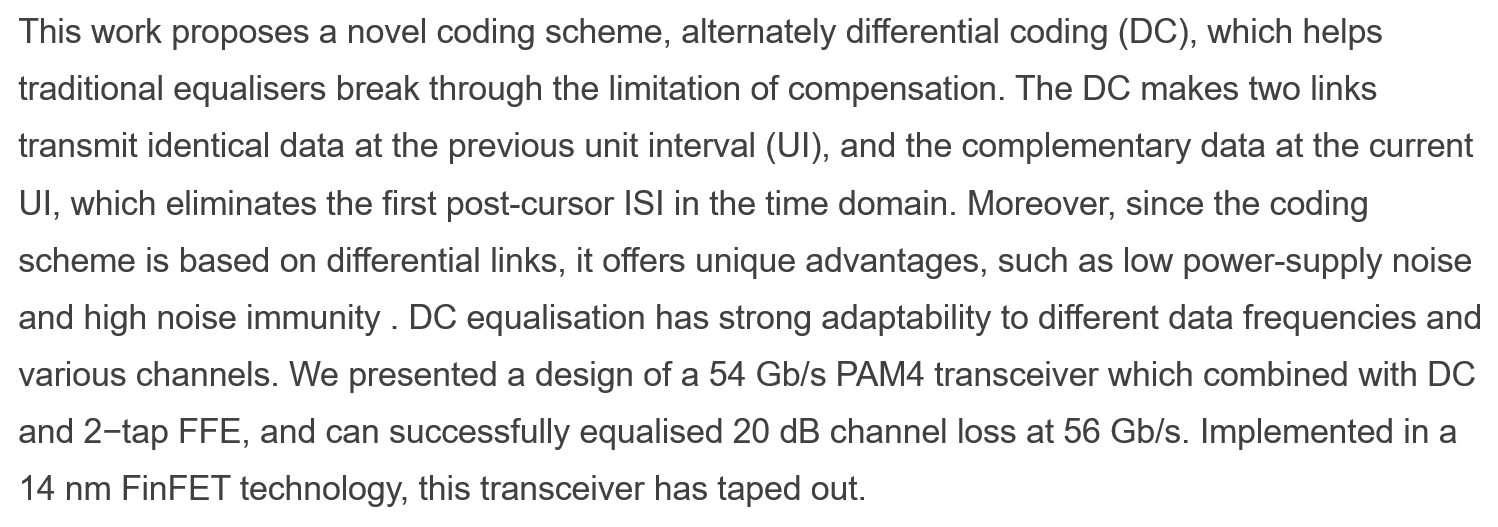 This work proposes a novel coding scheme, alternately differential coding (DC), which helps
traditional equalisers break through the limitation of compensation. The DC makes two links
transmit identical data at the previous unit interval (UI), and the complementary data at the current
UI, which eliminates the first post-cursor ISI in the time domain. Moreover, since the coding
scheme is based on differential links, it offers unique advantages, such as low power-supply noise
and high noise immunity . DC equalisation has strong adaptability to different data frequencies and
various channels. We presented a design of a 54 Gb/s PAM4 transceiver which combined with DC
and 2−tap FFE, and can successfully equalised 20 dB channel loss at 56 Gb/s. Implemented in a
14 nm FinFET technology, this transceiver has taped out.